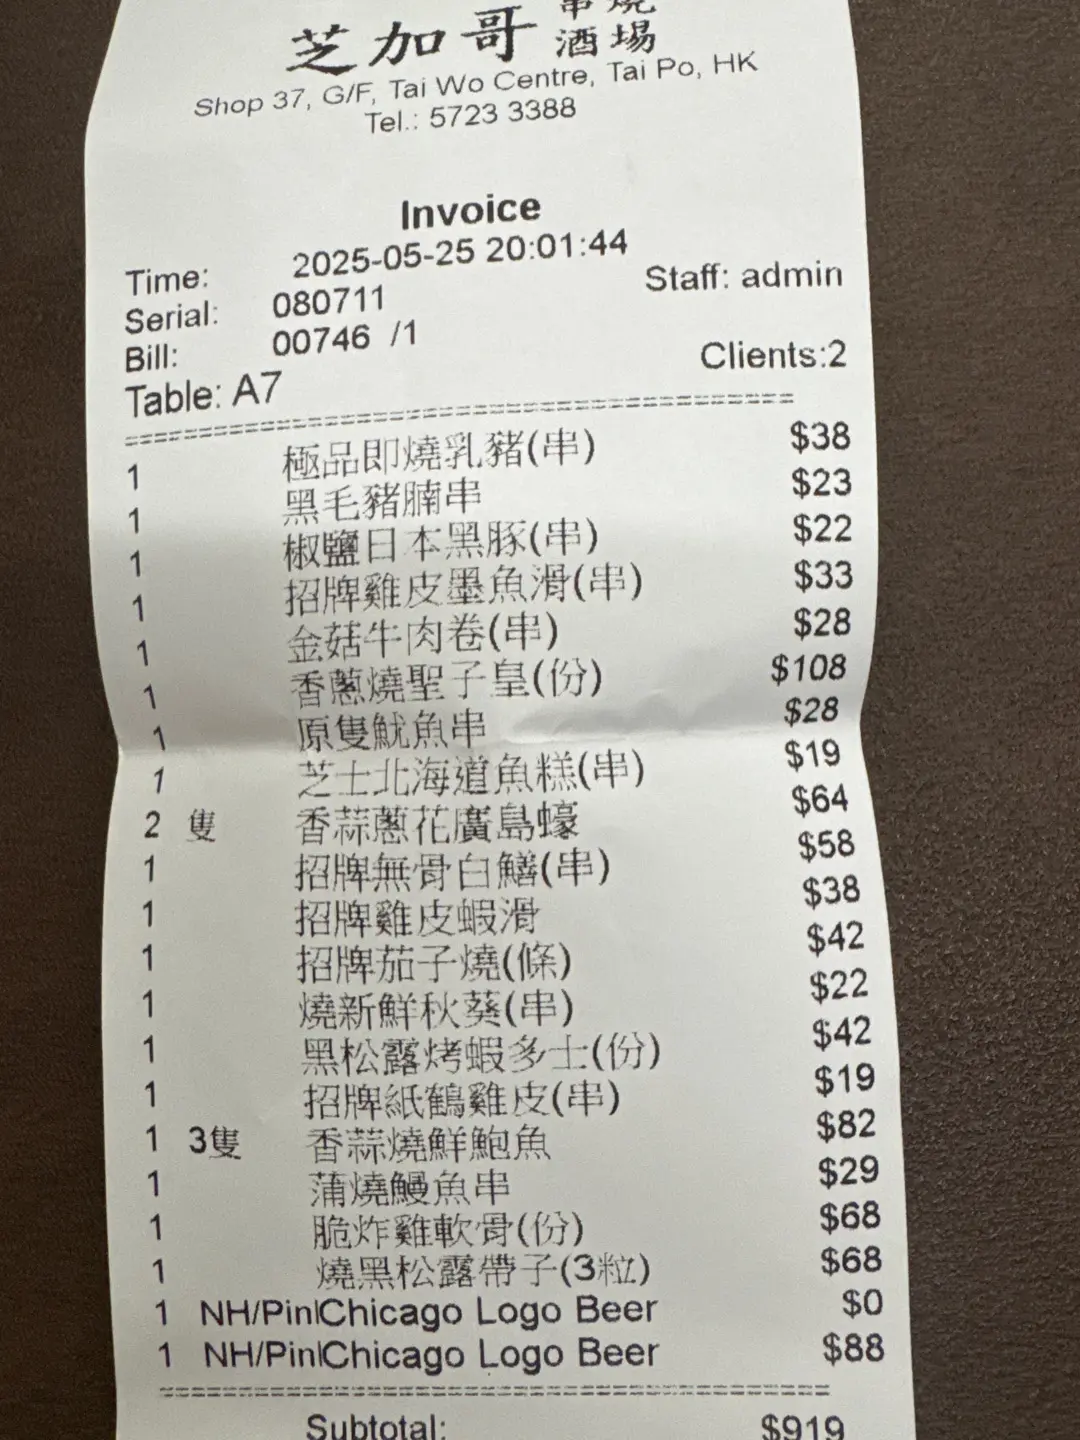 芝加哥 串燒酒場
Shop 37, G/F, Tai Wo Centre, Tai Po, HK
Tel.: 5723 3388
Invoice
Time: 2025-05-25 20:01:44
Serial: 080711 Staff: admin
Bill: 00746 /1
Table: A7 Clients:2
1 極品即燒乳豬(串) $38
1 黑毛豬腩串 $23
1 椒鹽日本黑豚(串) $22
1 招牌雞皮墨魚滑(串) $33
1 金菇牛肉卷(串) $28
1 香蔥燒聖子皇(份) $108
1 原隻魷魚串 $28
1 芝士北海道魚糕(串) $19
2 隻 香蒜蔥花廣島蠔 $64
1 招牌無骨白鱔(串) $58
1 招牌雞皮蝦滑 $38
1 招牌茄子燒(條) $42
1 燒新鮮秋葵(串) $22
1 黑松露烤蝦多士(份) $42
1 招牌紙鶴雞皮(串) $19
1 3隻 香蒜燒鮮鮑魚 $82
1 蒲燒鰻魚串 $29
1 脆炸雞軟骨(份) $68
1 燒黑松露帶子(3粒) $68
1 NH/Pin|Chicago Logo Beer $0
1 NH/Pin|Chicago Logo Beer $88
Subtotal: $919